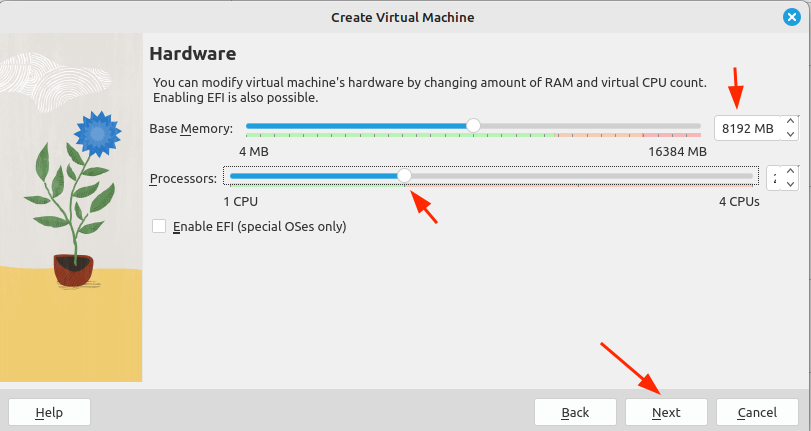 Create Virtual Machine
Hardware
You can modify virtual machine's hardware by changing amount of RAM and virtual CPU count.
Enabling EFI is also possible.
Base Memory:
8192 MB
4 MB
16384 MB
Processors:
1 CPU
4 CPUs
Enable EFI (special OSes only)
Help
Back
Next
Cancel